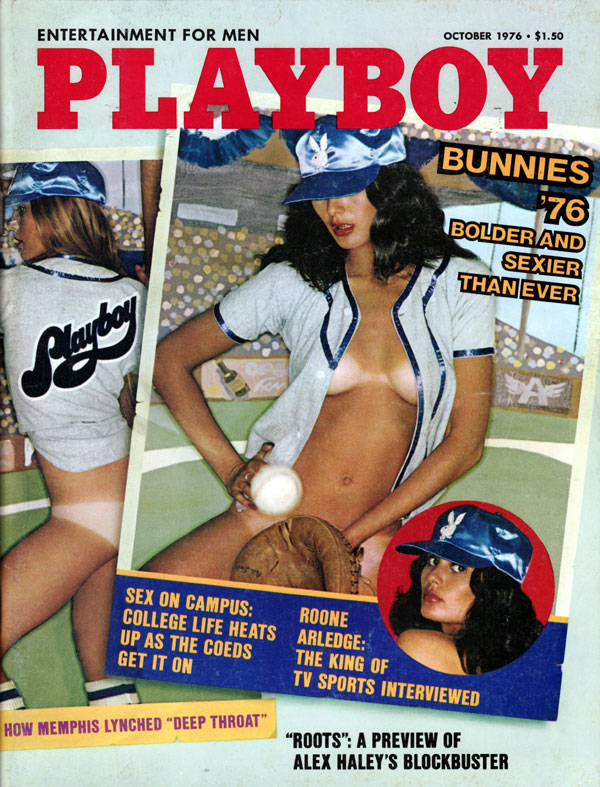 ENTERTAINMENT FOR MEN
OCTOBER 1976 • $1.50
PLAYBOY
BUNNIES
'76
BOLDER AND
SEXIER
THAN EVER
Playboy
SEX ON CAMPUS:
COLLEGE LIFE HEATS
UP AS THE COEDS
GET IT ON
ROONE
ARLEDGE:
THE KING OF
TV SPORTS INTERVIEWED
HOW MEMPHIS LYNCHED “DEEP THROAT”
“ROOTS”: A PREVIEW OF
ALEX HALEY'S BLOCKBUSTER